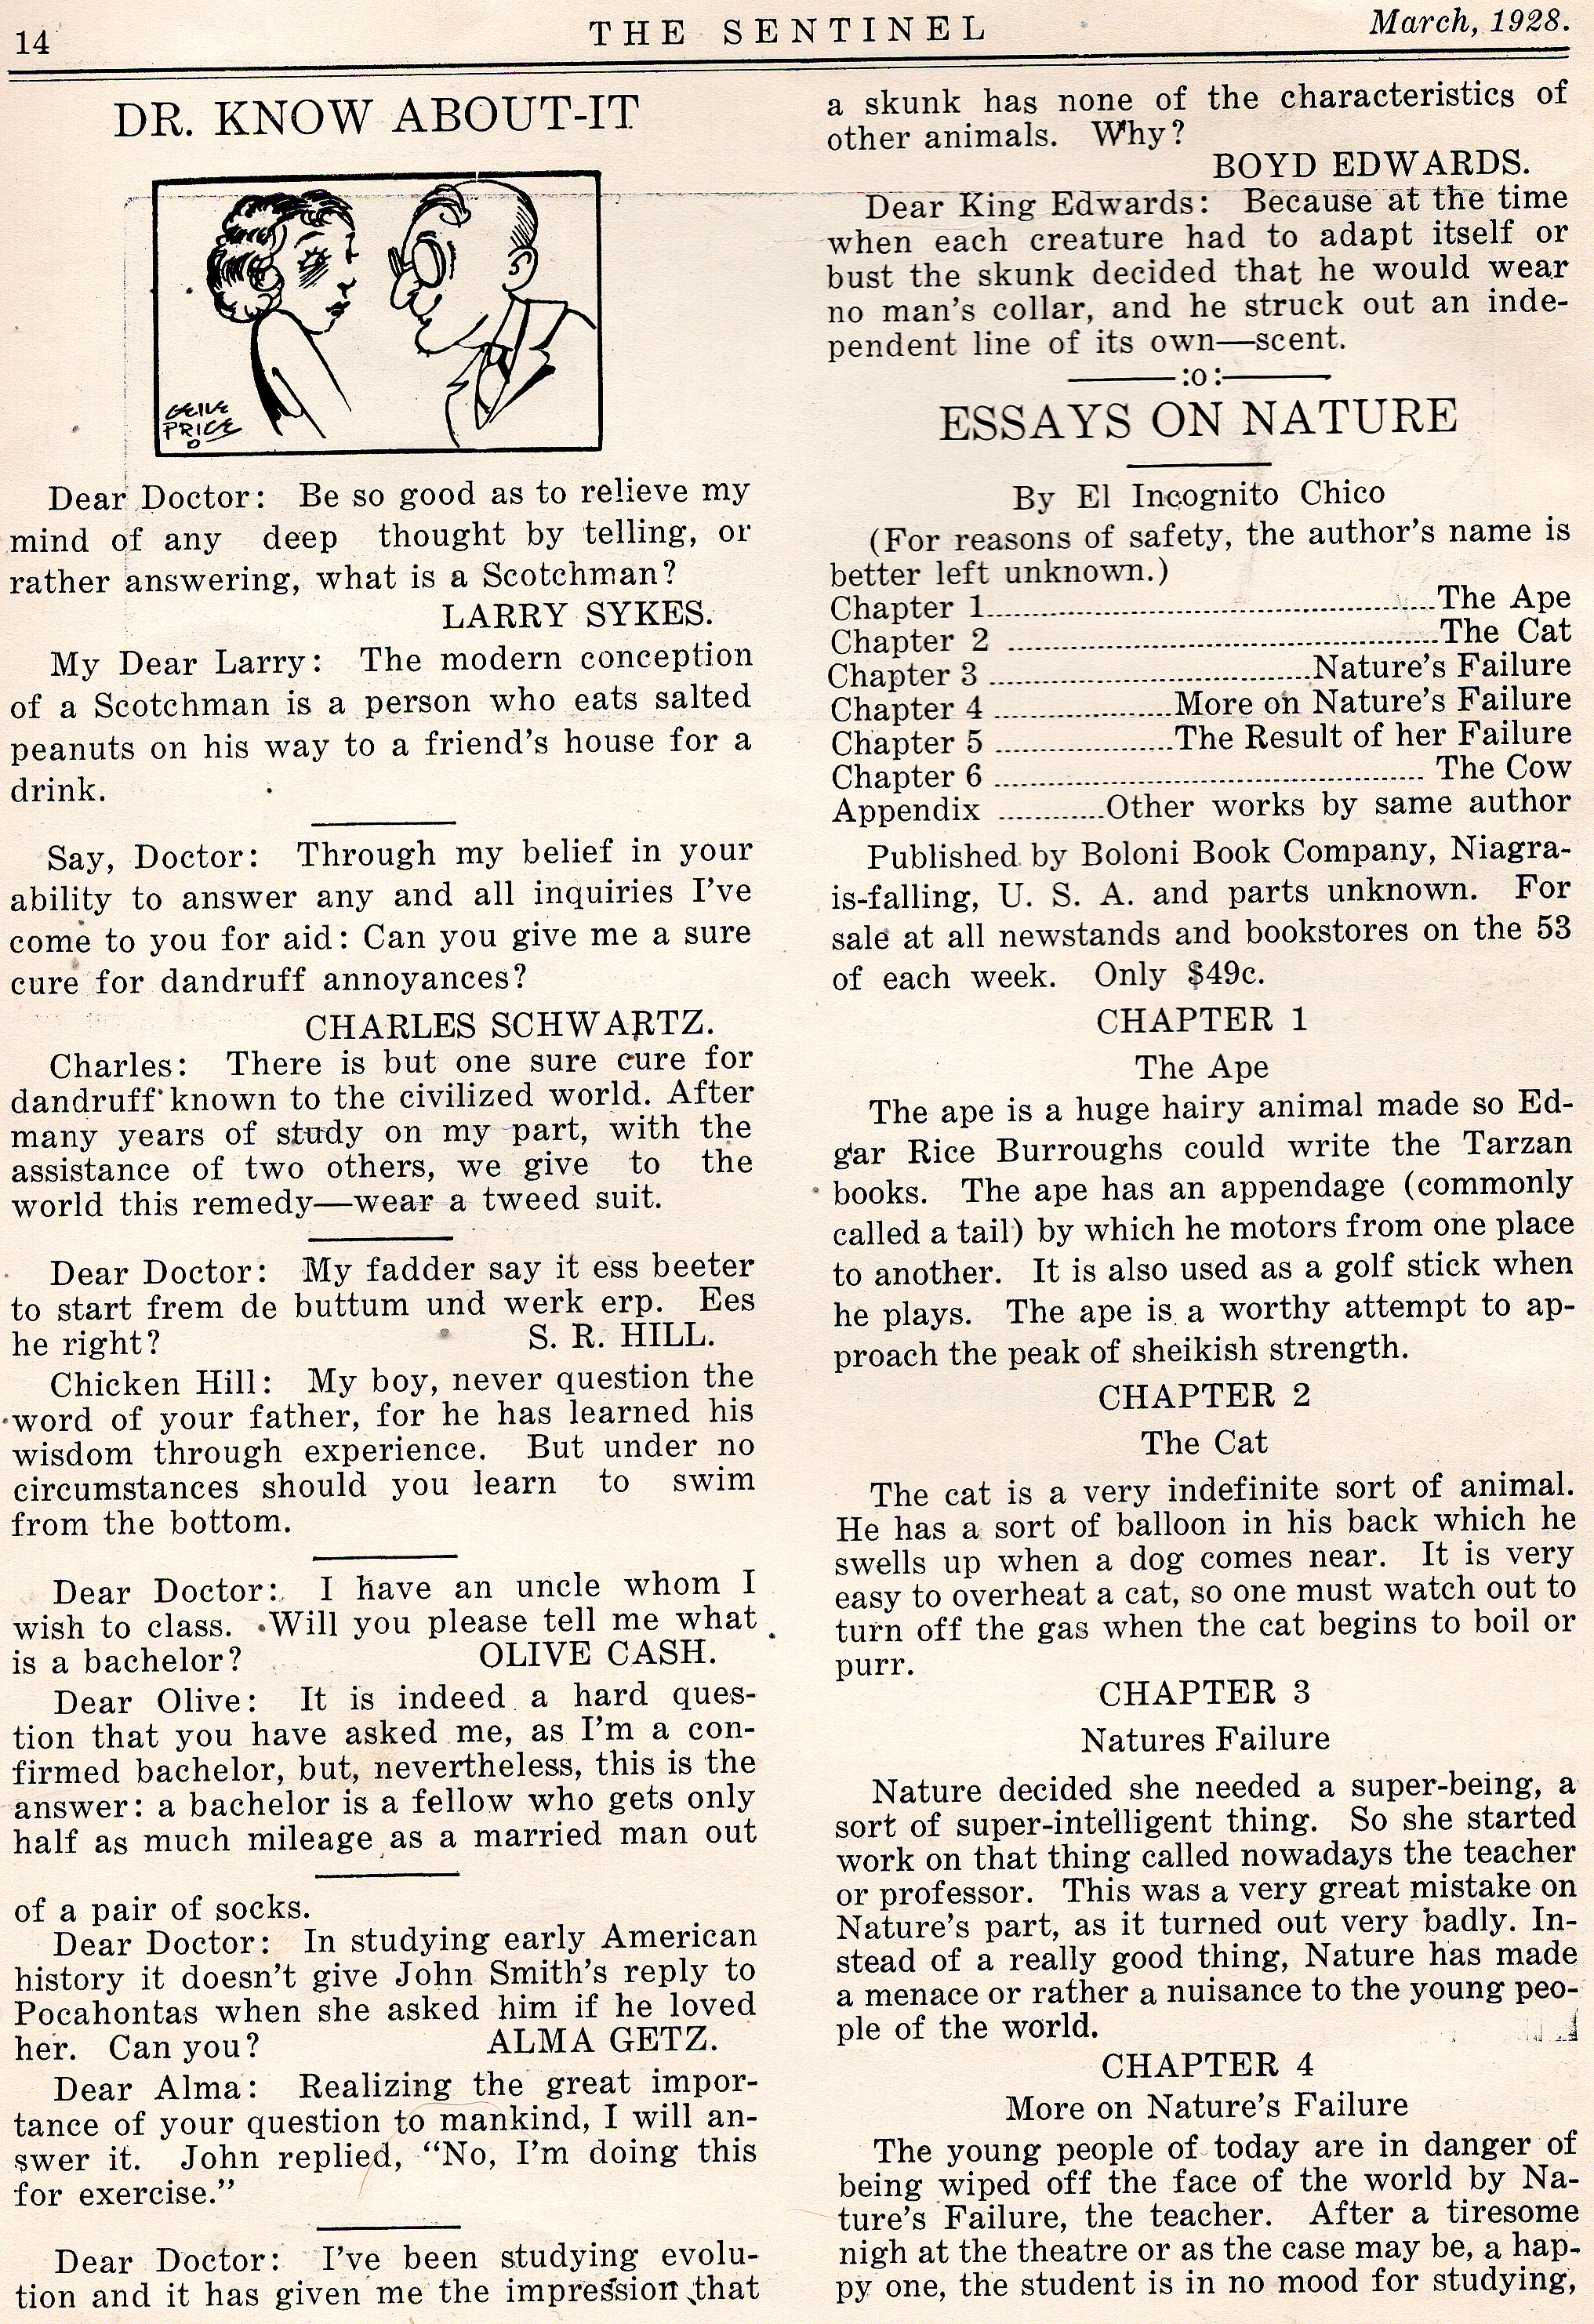 14
THE SENTINEL
March, 1928.
DR. KNOW ABOUT-IT
GENE
PRICE
Dear Doctor: Be so good as to relieve my
mind of any deep thought by telling, or
rather answering, what is a Scotchman?
LARRY SYKES.
My Dear Larry: The modern conception
of a Scotchman is a person who eats salted
peanuts on his way to a friend's house for a
drink.
Say, Doctor: Through my belief in your
ability to answer any and all inquiries I've
come to you for aid: Can you give me a sure
cure for dandruff annoyances?
CHARLES SCHWARTZ.
Charles: There is but one sure cure for
dandruff known to the civilized world. After
many years of study on my part, with the
assistance of two others, we give to the
world this remedy—wear a tweed suit.
Dear Doctor: My fadder say it ess beeter
to start frem de buttum und werk erp. Ees
he right? S. R. HILL.
Chicken Hill: My boy, never question the
word of your father, for he has learned his
wisdom through experience. But under no
circumstances should you learn to swim
from the bottom.
Dear Doctor: I have an uncle whom I
wish to class. Will you please tell me what
is a bachelor? OLIVE CASH.
Dear Olive: It is indeed a hard ques-
tion that you have asked me, as I'm a con-
firmed bachelor, but, nevertheless, this is the
answer: a bachelor is a fellow who gets only
half as much mileage as a married man out
of a pair of socks.
Dear Doctor: In studying early American
history it doesn't give John Smith's reply to
Pocahontas when she asked him if he loved
her. Can you? ALMA GETZ.
Dear Alma: Realizing the great impor-
tance of your question to mankind, I will an-
swer it. John replied, "No, I'm doing this
for exercise."
Dear Doctor: I've been studying evolu-
tion and it has given me the impression that
a skunk has none of the characteristics of
other animals. Why?
BOYD EDWARDS.
Dear King Edwards: Because at the time
when each creature had to adapt itself or
bust the skunk decided that he would wear
no man's collar, and he struck out an inde-
pendent line of its own—scent.
:o:
ESSAYS ON NATURE
By El Incognito Chico
(For reasons of safety, the author's name is
better left unknown.)
Chapter 1......The Ape
Chapter 2......The Cat
Chapter 3......Nature's Failure
Chapter 4......More on Nature's Failure
Chapter 5......The Result of her Failure
Chapter 6......The Cow
Appendix......Other works by same author
Published by Boloni Book Company, Niagra-
is-falling, U. S. A. and parts unknown. For
sale at all newstands and bookstores on the 53
of each week. Only $49c.
CHAPTER 1
The Ape
The ape is a huge hairy animal made so Ed-
gar Rice Burroughs could write the Tarzan
books. The ape has an appendage (commonly
called a tail) by which he motors from one place
to another. It is also used as a golf stick when
he plays. The ape is a worthy attempt to ap-
proach the peak of sheikish strength.
CHAPTER 2
The Cat
The cat is a very indefinite sort of animal.
He has a sort of balloon in his back which he
swells up when a dog comes near. It is very
easy to overheat a cat, so one must watch out to
turn off the gas when the cat begins to boil or
purr.
CHAPTER 3
Natures Failure
Nature decided she needed a super-being, a
sort of super-intelligent thing. So she started
work on that thing called nowadays the teacher
or professor. This was a very great mistake on
Nature's part, as it turned out very badly. In-
stead of a really good thing, Nature has made
a menace or rather a nuisance to the young peo-
ple of the world.
CHAPTER 4
More on Nature's Failure
The young people of today are in danger of
being wiped off the face of the world by Na-
ture's Failure, the teacher. After a tiresome
nigh at the theatre or as the case may be, a hap-
py one, the student is in no mood for studying,